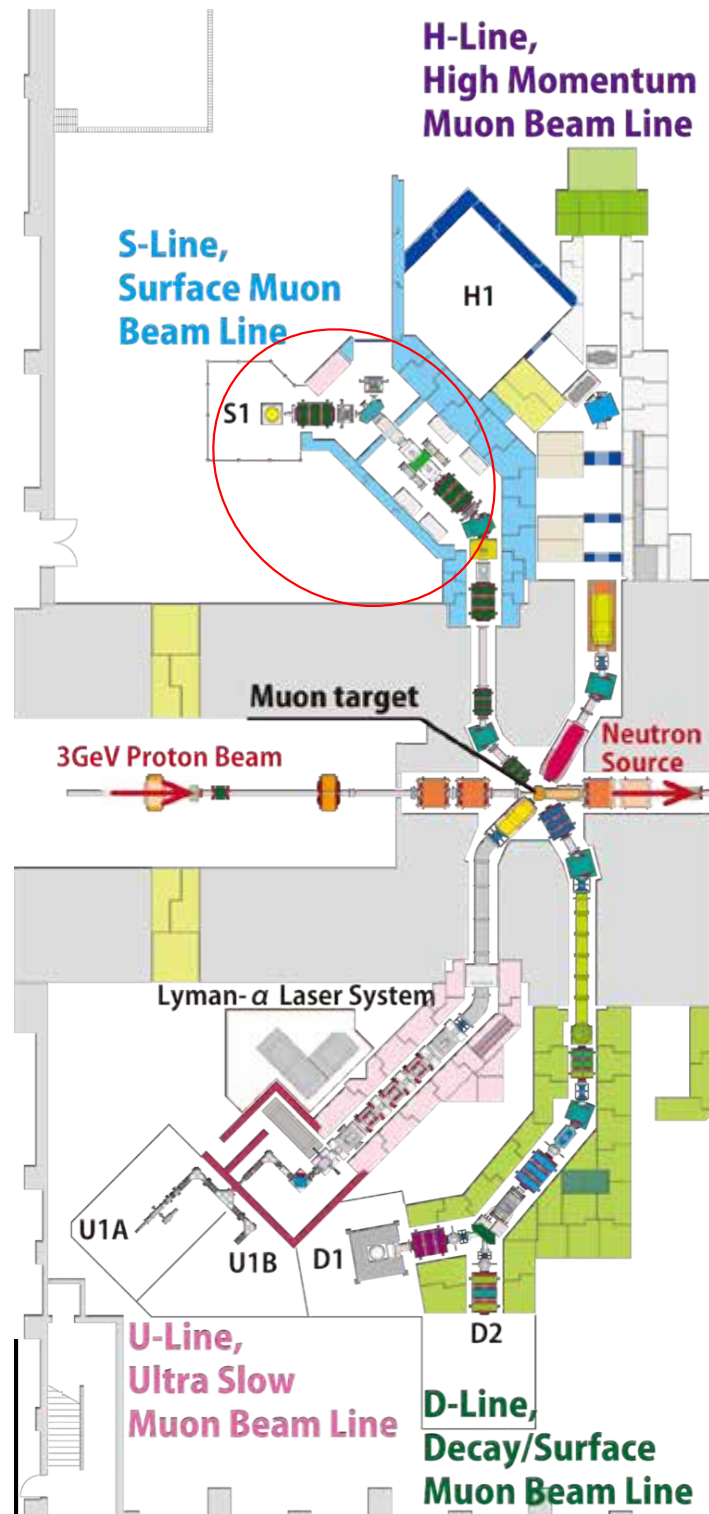 H-Line,
High Momentum
Muon Beam Line
S-Line,
Surface Muon
Beam Line
H1
S1
Muon target
3GeV Proton Beam
Neutron
Source
Lyman-α Laser System
U1A
U1B
D1
D2
U-Line,
Ultra Slow
Muon Beam Line
D-Line,
Decay/Surface
Muon Beam Line